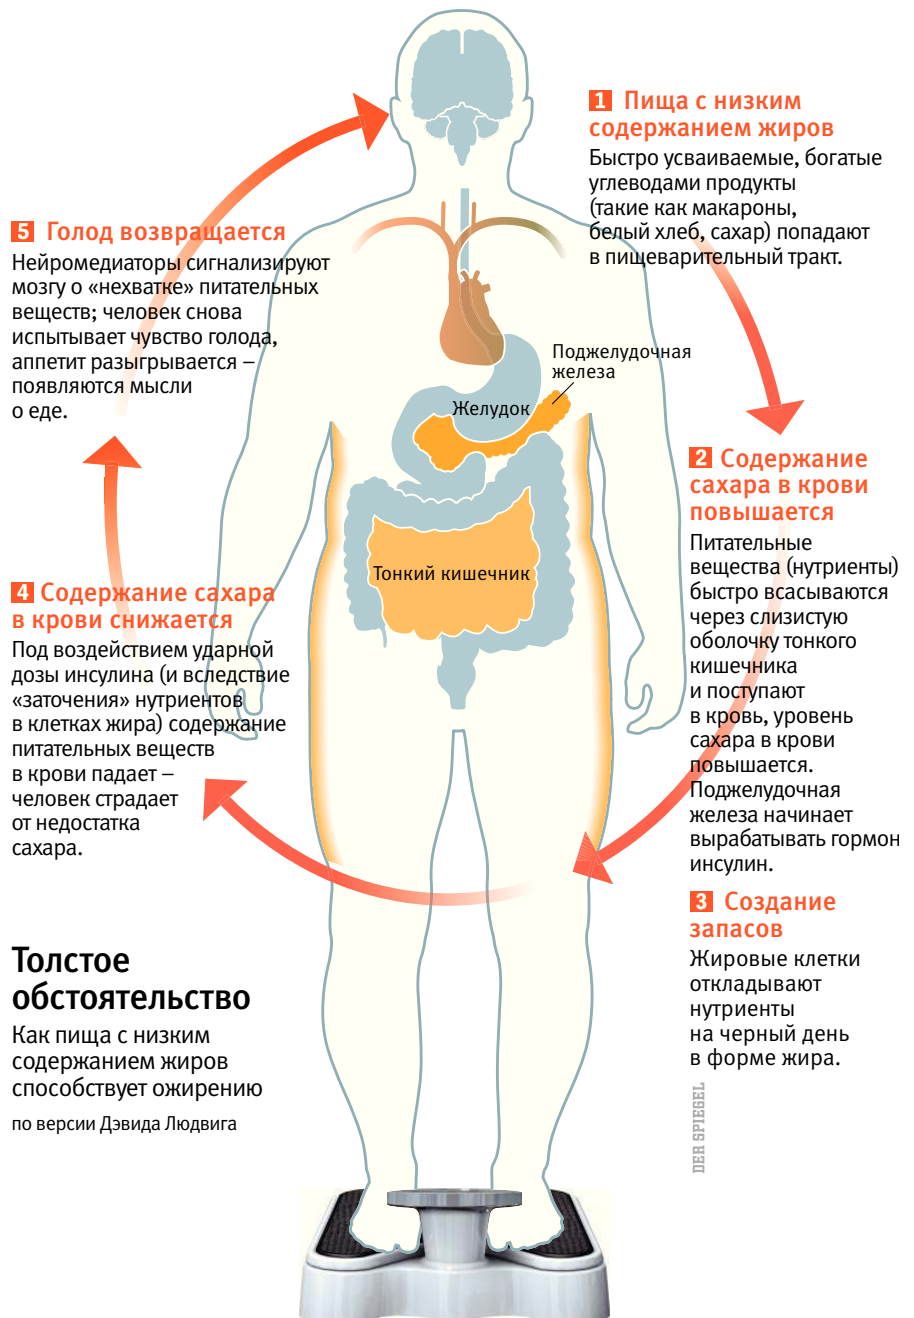 1 Пища с низким
содержанием жиров
Быстро усваиваемые, богатые
углеводами продукты
(такие как макароны,
белый хлеб, сахар) попадают
в пищеварительный тракт.
Поджелудочная
железа
Желудок
Тонкий кишечник
2 Содержание
сахара в крови
повышается
Питательные
вещества (нутриенты)
быстро всасываются
через слизистую
оболочку тонкого
кишечника
и поступают
в кровь, уровень
сахара в крови
повышается.
Поджелудочная
железа начинает
вырабатывать гормон
инсулин.
3 Создание
запасов
Жировые клетки
откладывают
нутриенты
на черный день
в форме жира.
4 Содержание сахара
в крови снижается
Под воздействием ударной
дозы инсулина (и вследствие
«заточения» нутриентов
в клетках жира) содержание
питательных веществ
в крови падает –
человек страдает
от недостатка
сахара.
5 Голод возвращается
Нейромедиаторы сигнализируют
мозгу о «нехватке» питательных
веществ; человек снова
испытывает чувство голода,
аппетит разыгрывается –
появляются мысли
о еде.
Толстое
обстоятельство
Как пища с низким
содержанием жиров
способствует ожирению
по версии Дэвида Людвига
DER SPIEGEL